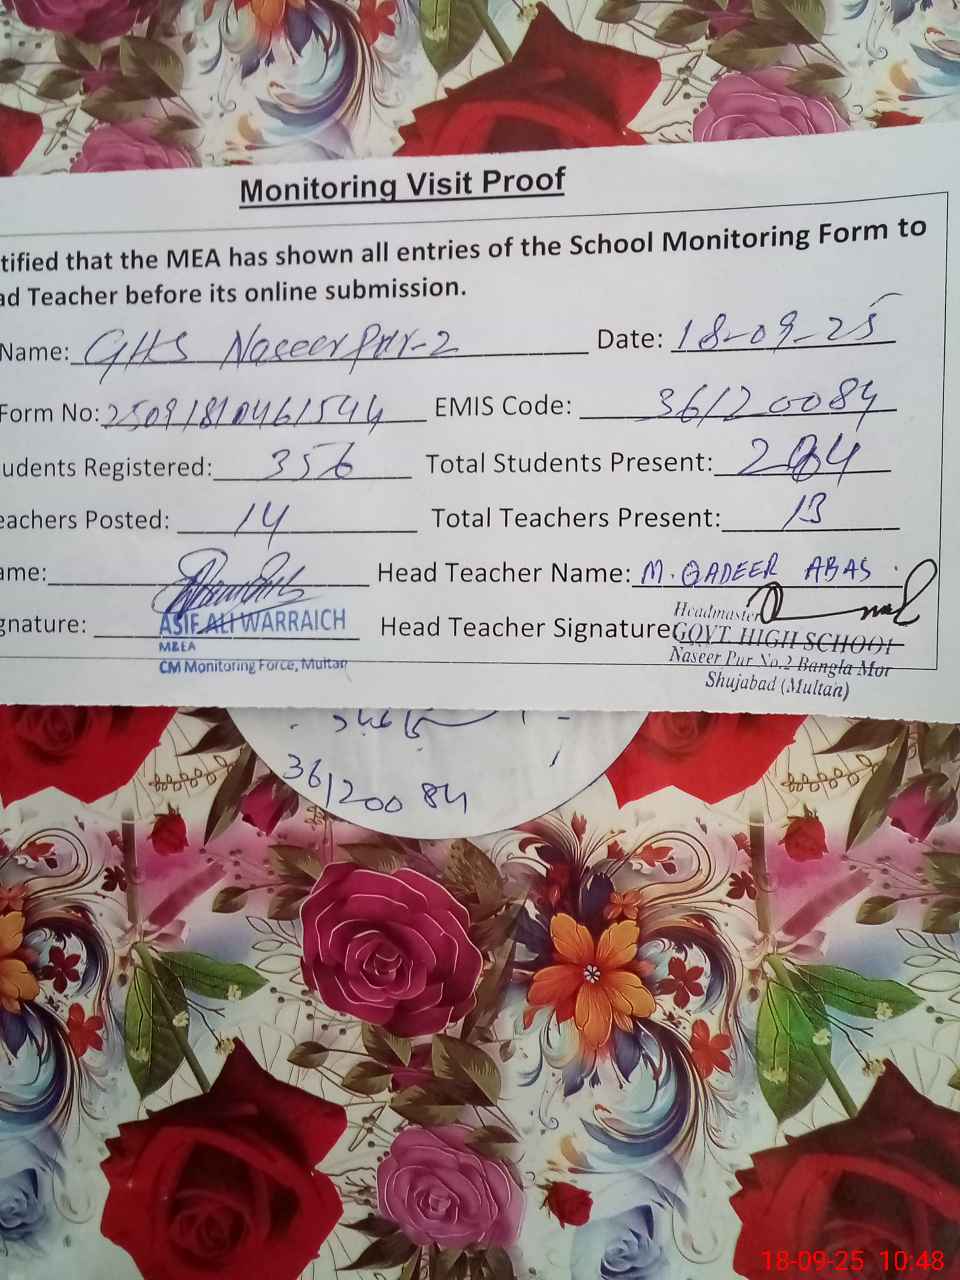 Monitoring Visit Proof
tified that the MEA has shown all entries of the School Monitoring Form to
ad Teacher before its online submission.
Name: GHS Naseer Pur-2 Date: 18-09-25
Form No: 25091810461544 EMIS Code: 36120084
udents Registered: 356 Total Students Present: 284
eachers Posted: 14 Total Teachers Present: 13
ame: Head Teacher Name: M. QADEER ABAS
gnature: Head Teacher Signature
ASIF ALI WARRAICH
M&EA
CM Monitoring Force, Multan
Headmaster
GOVT. HIGH SCHOOL
Naseer Pur No.2 Bangla Mor
Shujabad (Multan)
36120084
18-09-25 10:48